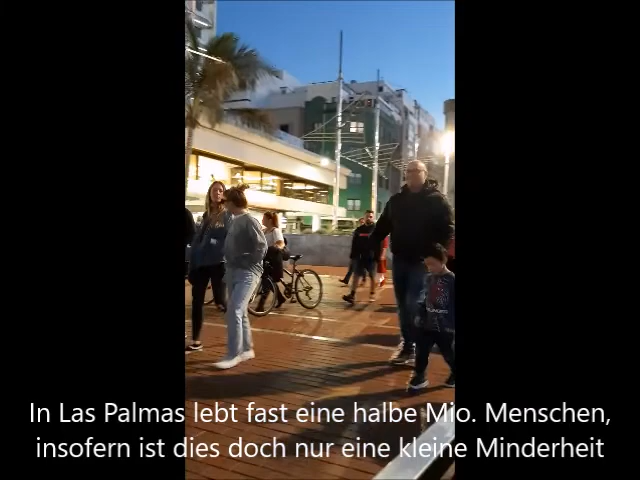 In Las Palmas lebt fast eine halbe Mio. Menschen,
insofern ist dies doch nur eine kleine Minderheit